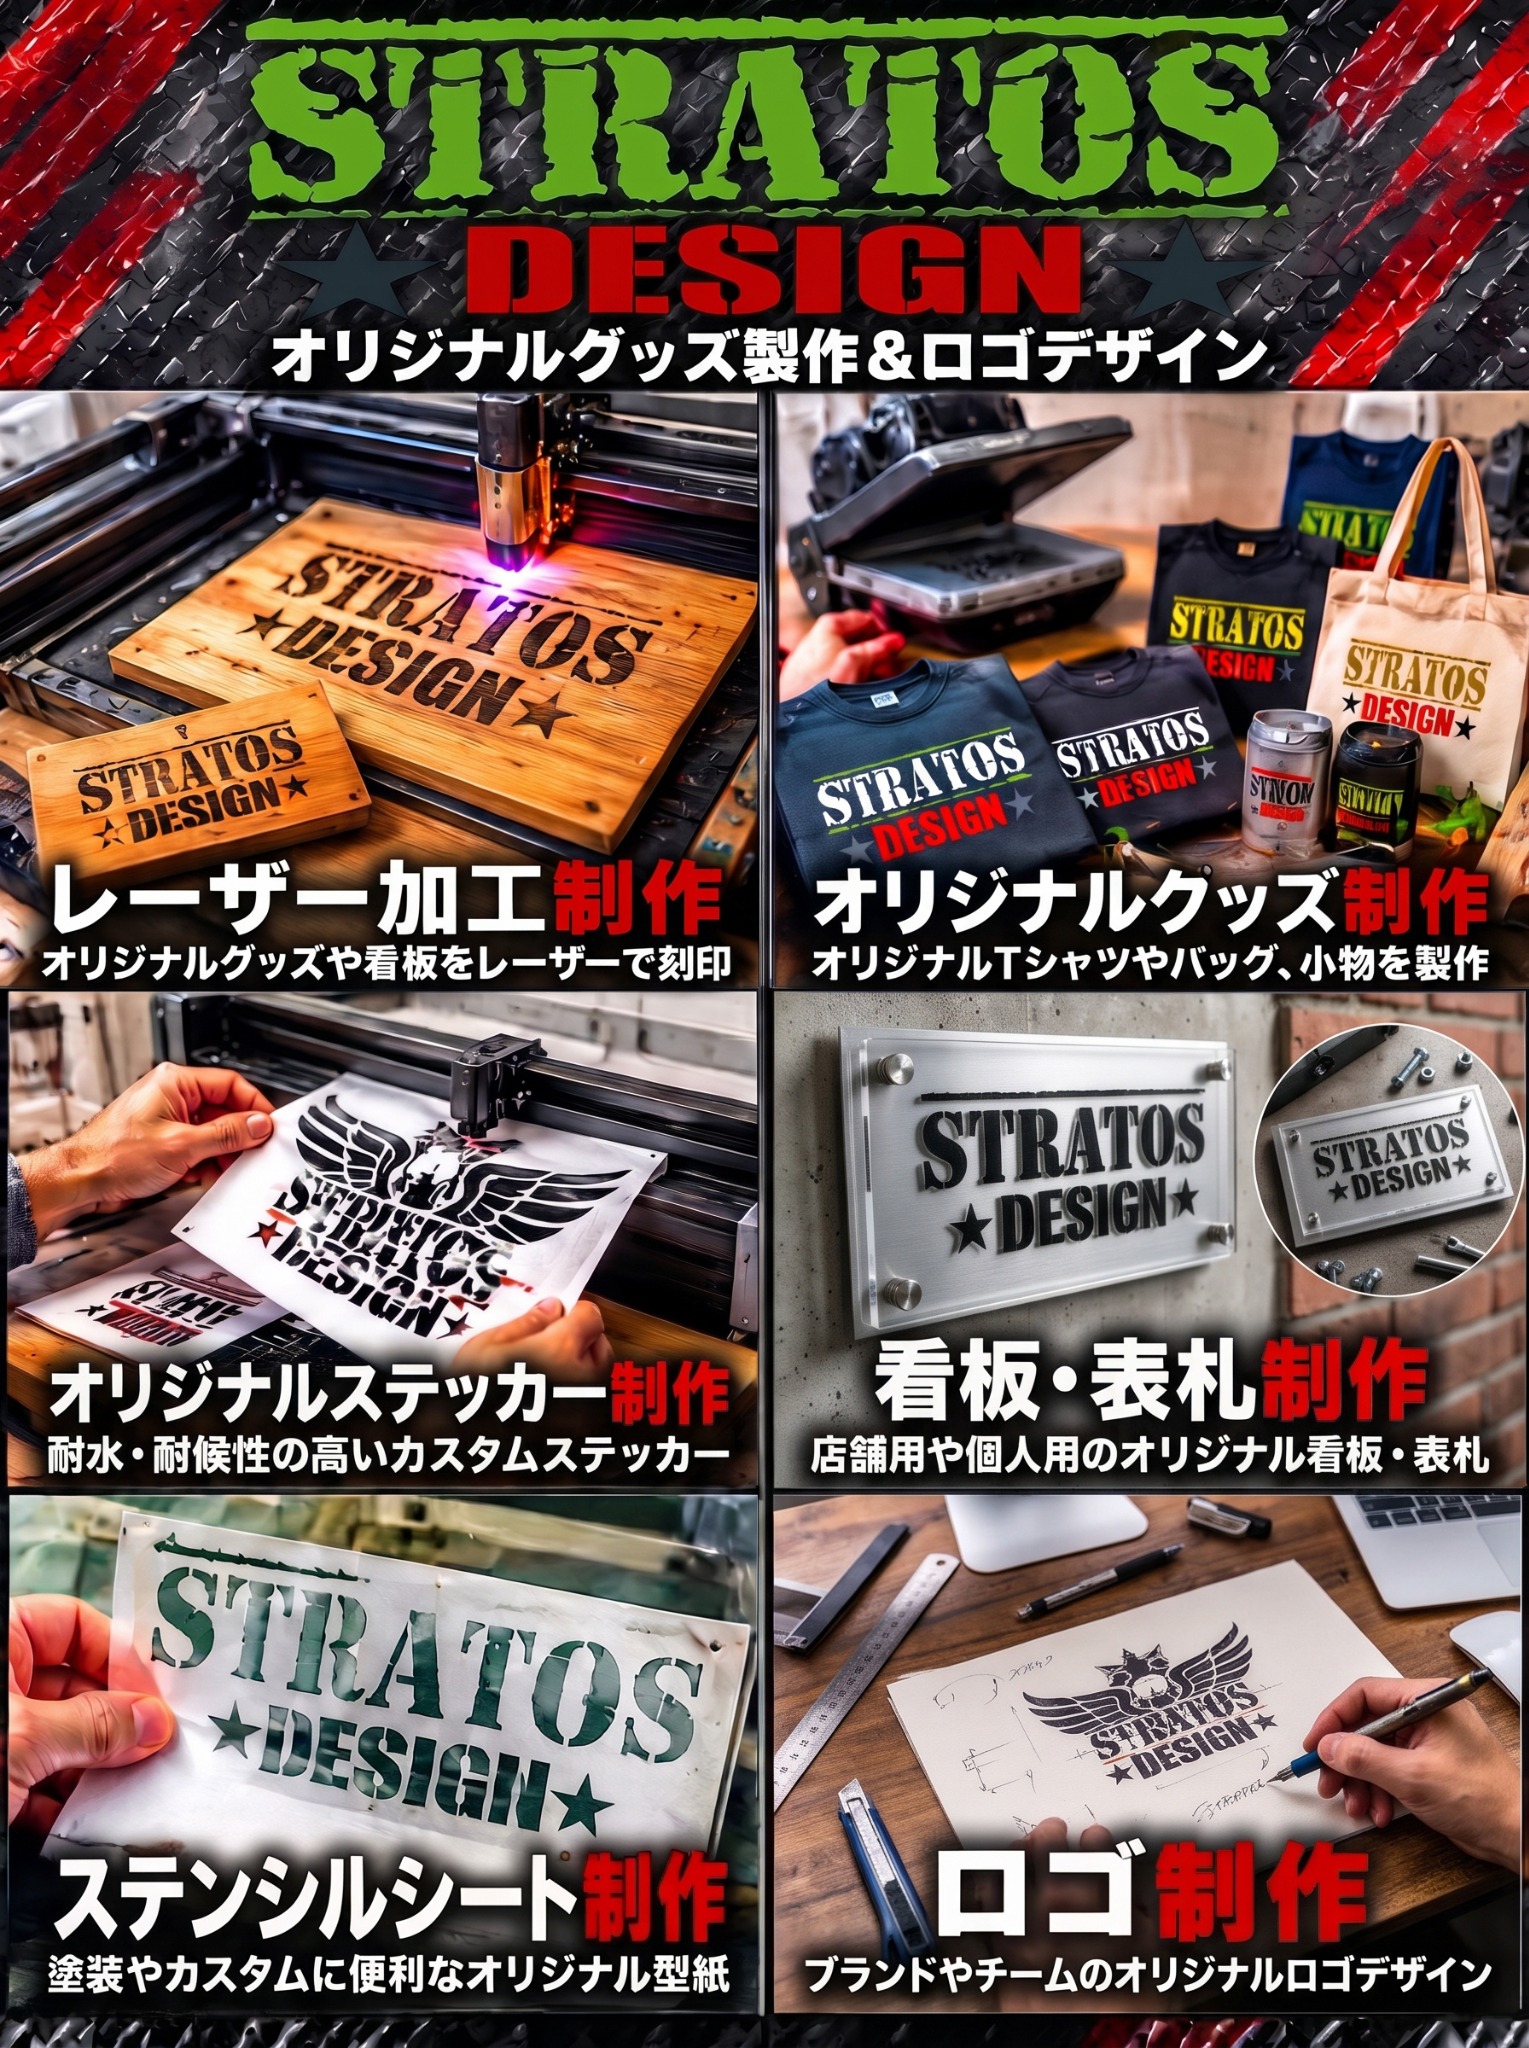 STRATOS
DESIGN
オリジナルグッズ製作&ロゴデザイン
STRATOS
DESIGN
STRATOS
DESIGN
レーザー加工制作
オリジナルグッズや看板をレーザーで刻印
STRATOS
STRATOS
DESIGN
STRATOS
DESIGN
STRATOS
DESIGN
STRATOS
DESIGN
オリジナルクッズ制作
オリジナルTシャツやバッグ、小物を製作
DESIGN
オリジナルステッカー制作
耐水・耐候性の高いカスタムステッカー
STRATOS
DESIGN
STRATOS
DESIGN
看板・表札制作
店舗用や個人用のオリジナル看板・表札
STRATOS
DESIGN
ステンシルシート制作
塗装やカスタムに便利なオリジナル型紙
STRATOS
DESIGN
ロゴ制作
ブランドやチームのオリジナルロゴデザイン